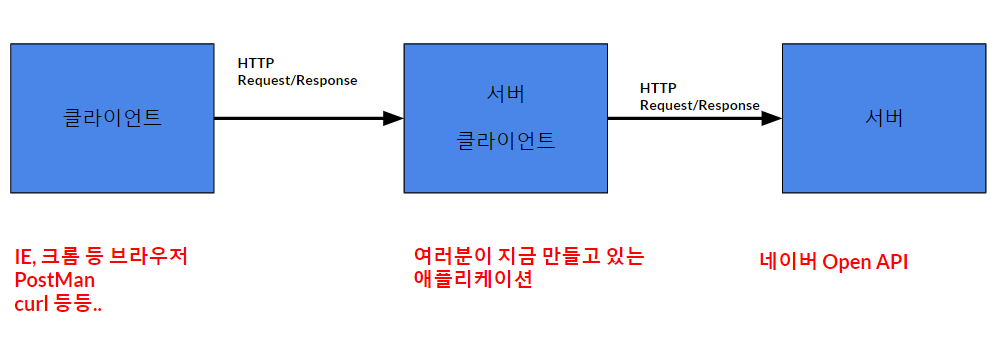 클라이언트
HTTP
Request/Response
서버
클라이언트
HTTP
Request/Response
서버
IE, 크롬 등 브라우저
PostMan
curl 등등..
여러분이 지금 만들고 있는
애플리케이션
네이버 Open API